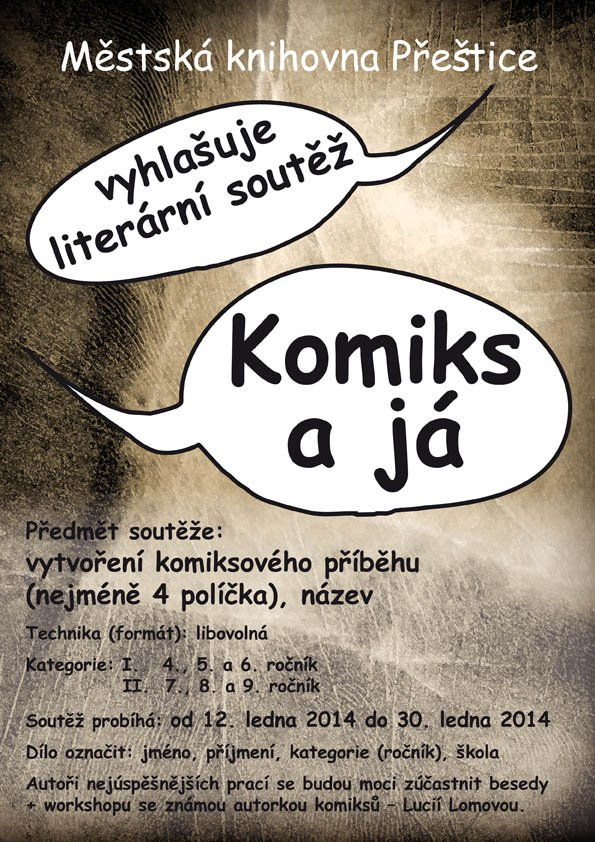 Městská knihovna Přeštice
vyhlašuje
literární soutěž
Komiks
a já
Předmět soutěže:
vytvoření komiksového příběhu
(nejméně 4 políčka), název
Technika (formát): libovolná
Kategorie: I. 4., 5. a 6. ročník
II. 7., 8. a 9. ročník
Soutěž probíhá: od 12. ledna 2014 do 30. ledna 2014
Dílo označit: jméno, příjmení, kategorie (ročník), škola
Autoři nejúspěšnějších prací se budou moci zúčastnit besedy
+ workshopu se známou autorkou komiksů – Lucií Lomovou.